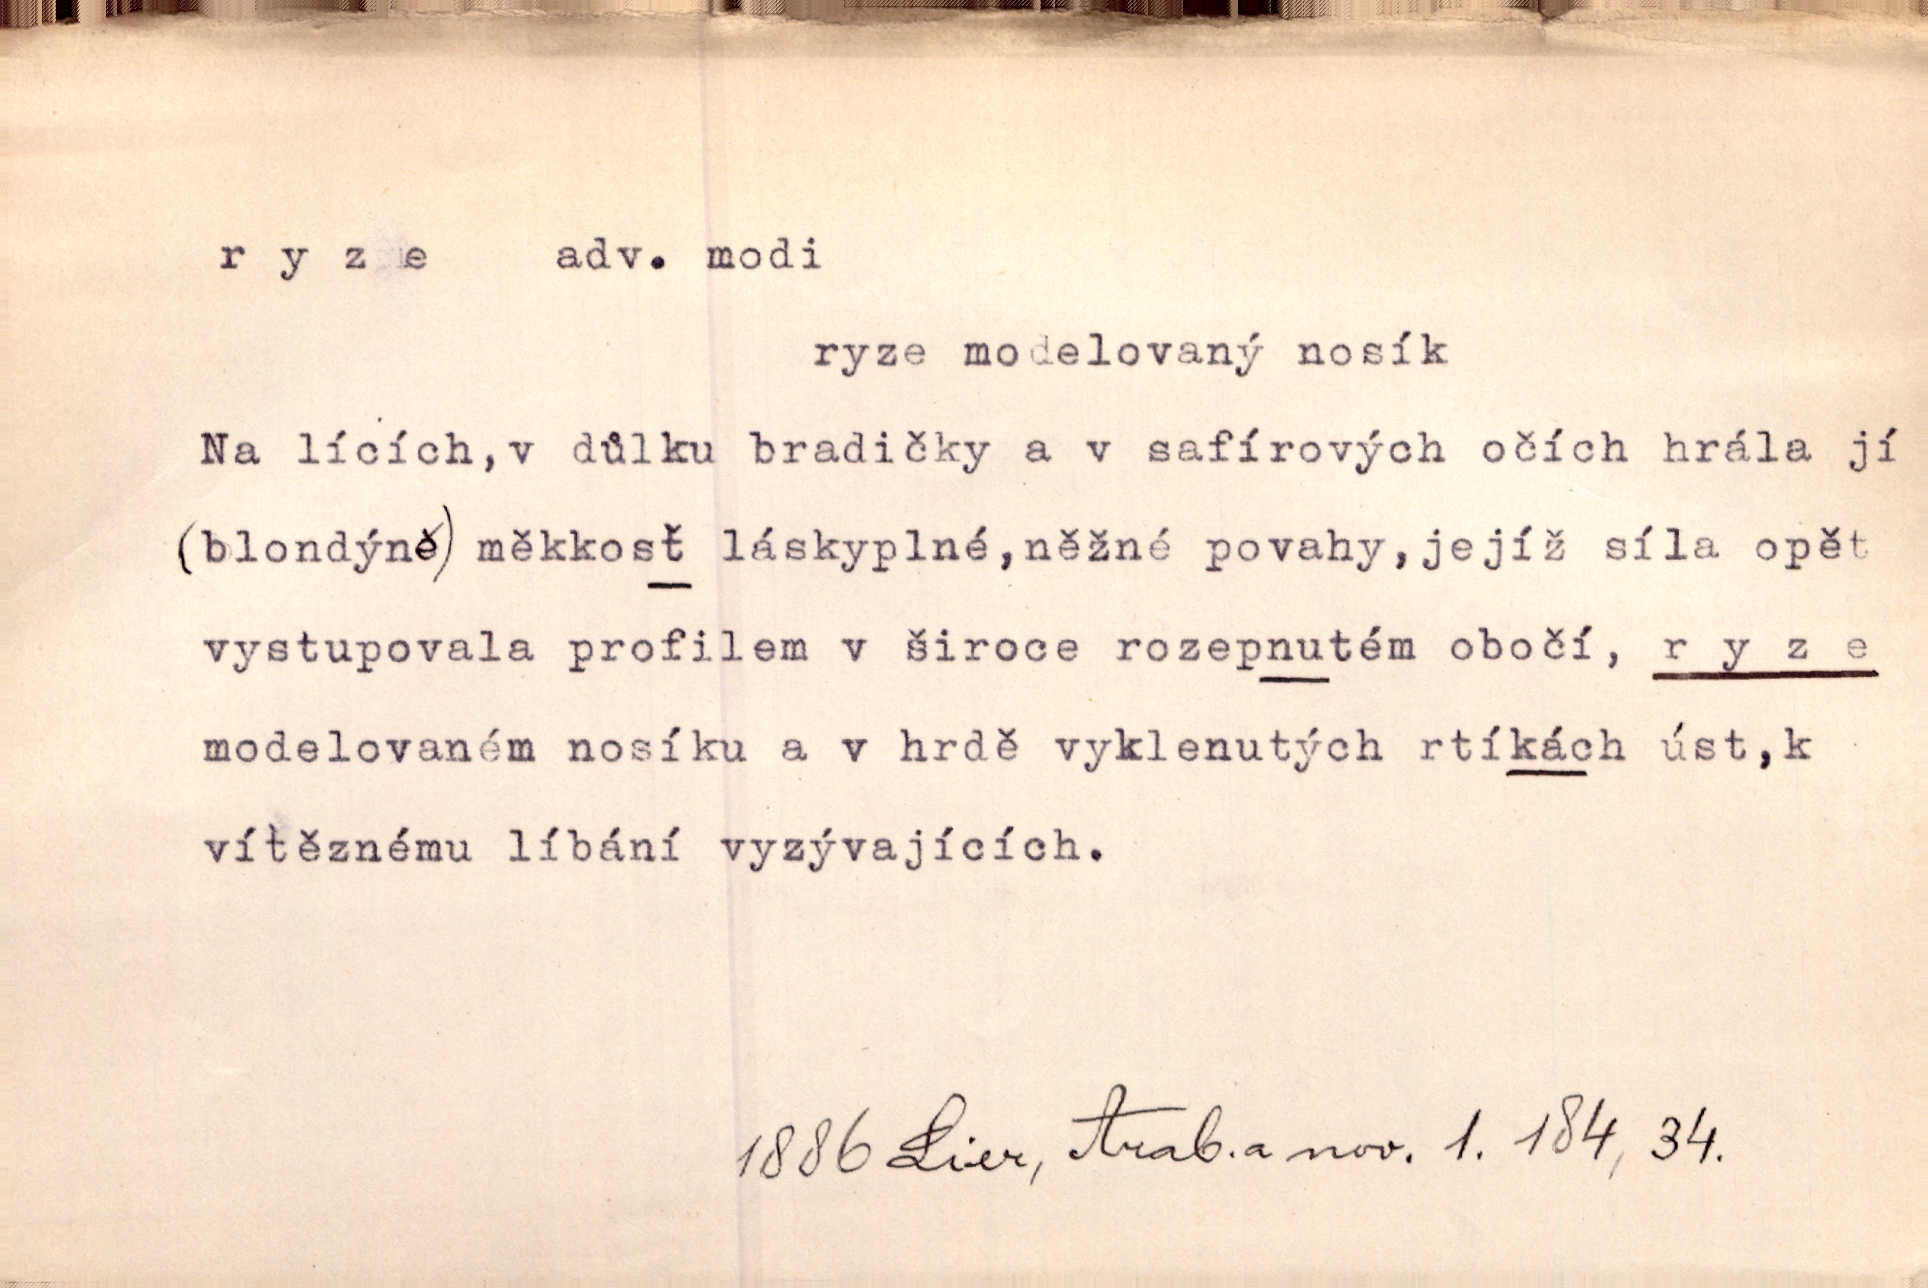 r y z e adv. modi
ryze modelovaný nosík
Na lících,v důlku bradičky a v safírových očích hrála jí
(blondýně) měkkosť láskyplné,něžné povahy,jejíž síla opět
vystupovala profilem v široce rozepnutém obočí, r y z e
modelovaném nosíku a v hrdě vyklenutých rtíkách úst,k
vítěznému líbání vyzývajících.
1886 Lier, Arab. a nov. 1. 184, 34.